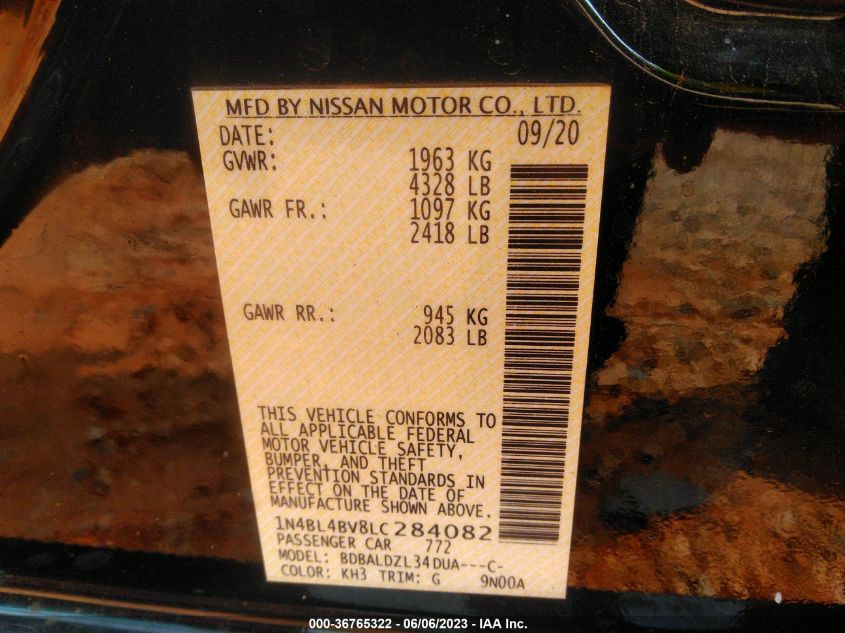 MFD BY NISSAN MOTOR CO., LTD.
DATE: 09/20
GVWR: 1963 KG
4328 LB
GAWR FR.: 1097 KG
2418 LB
GAWR RR.: 945 KG
2083 LB
THIS VEHICLE CONFORMS TO
ALL APPLICABLE FEDERAL
MOTOR VEHICLE SAFETY,
BUMPER, AND THEFT
PREVENTION STANDARDS IN
EFFECT ON THE DATE OF
MANUFACTURE SHOWN ABOVE.
1N4BL4BV8LC284082
PASSENGER CAR 772
MODEL: BDBALDZL34DUA---C-
COLOR: KH3 TRIM: G 9N00A
000-36765322 - 06/06/2023 - IAA Inc.